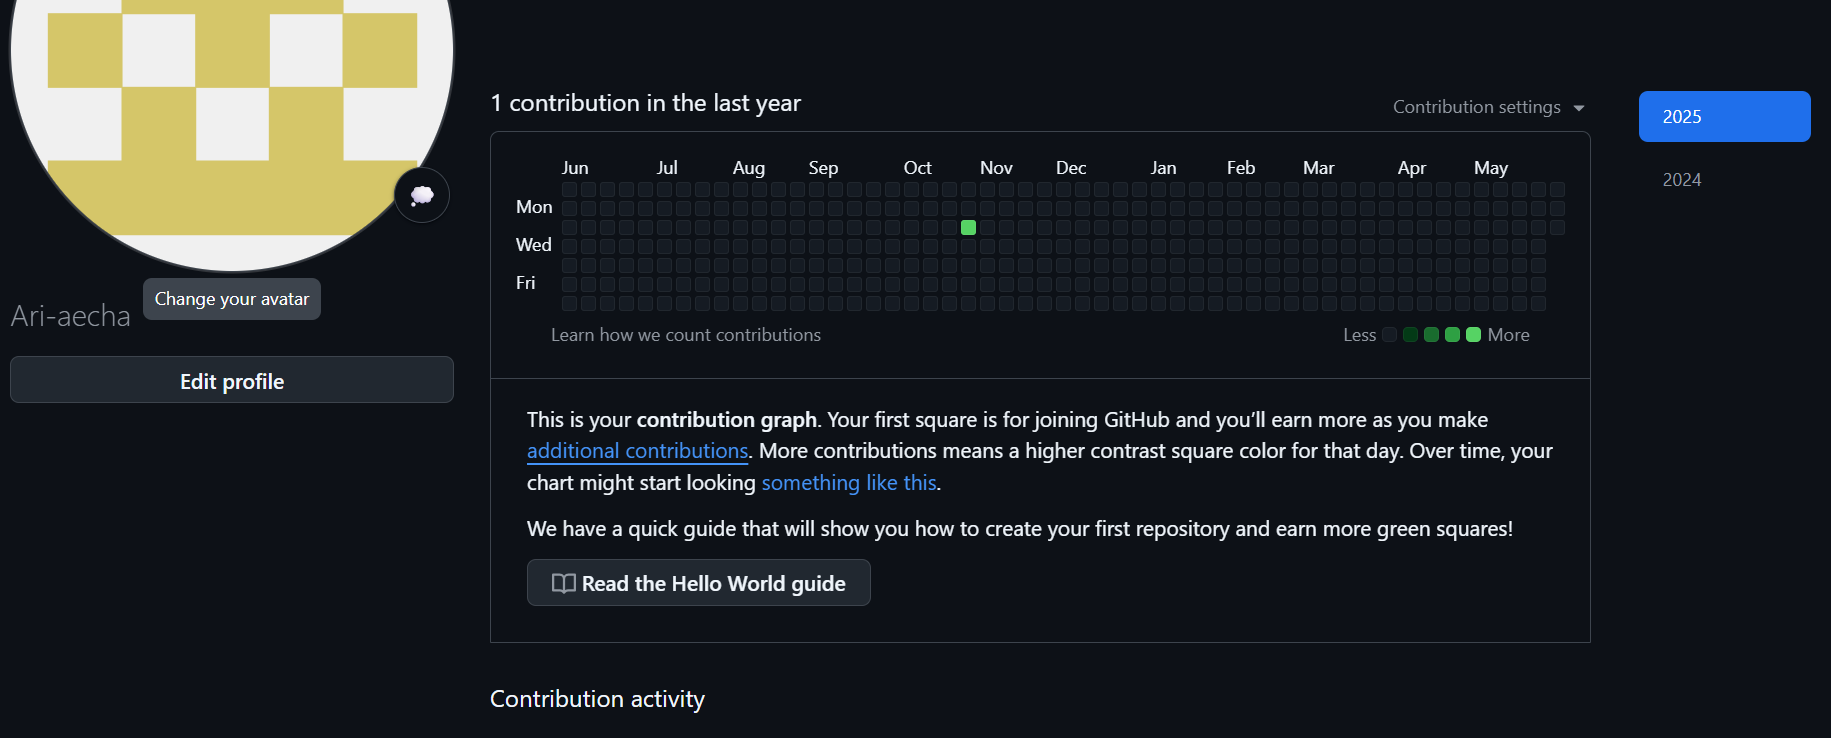 1 contribution in the last year
Contribution settings
2025
2024
Jun Jul Aug Sep Oct Nov Dec Jan Feb Mar Apr May
Mon
Wed
Fri
Learn how we count contributions
Less More
Change your avatar
Ari-aecha
Edit profile
This is your contribution graph. Your first square is for joining GitHub and you’ll earn more as you make
additional contributions. More contributions means a higher contrast square color for that day. Over time, your
chart might start looking something like this.
We have a quick guide that will show you how to create your first repository and earn more green squares!
Read the Hello World guide
Contribution activity